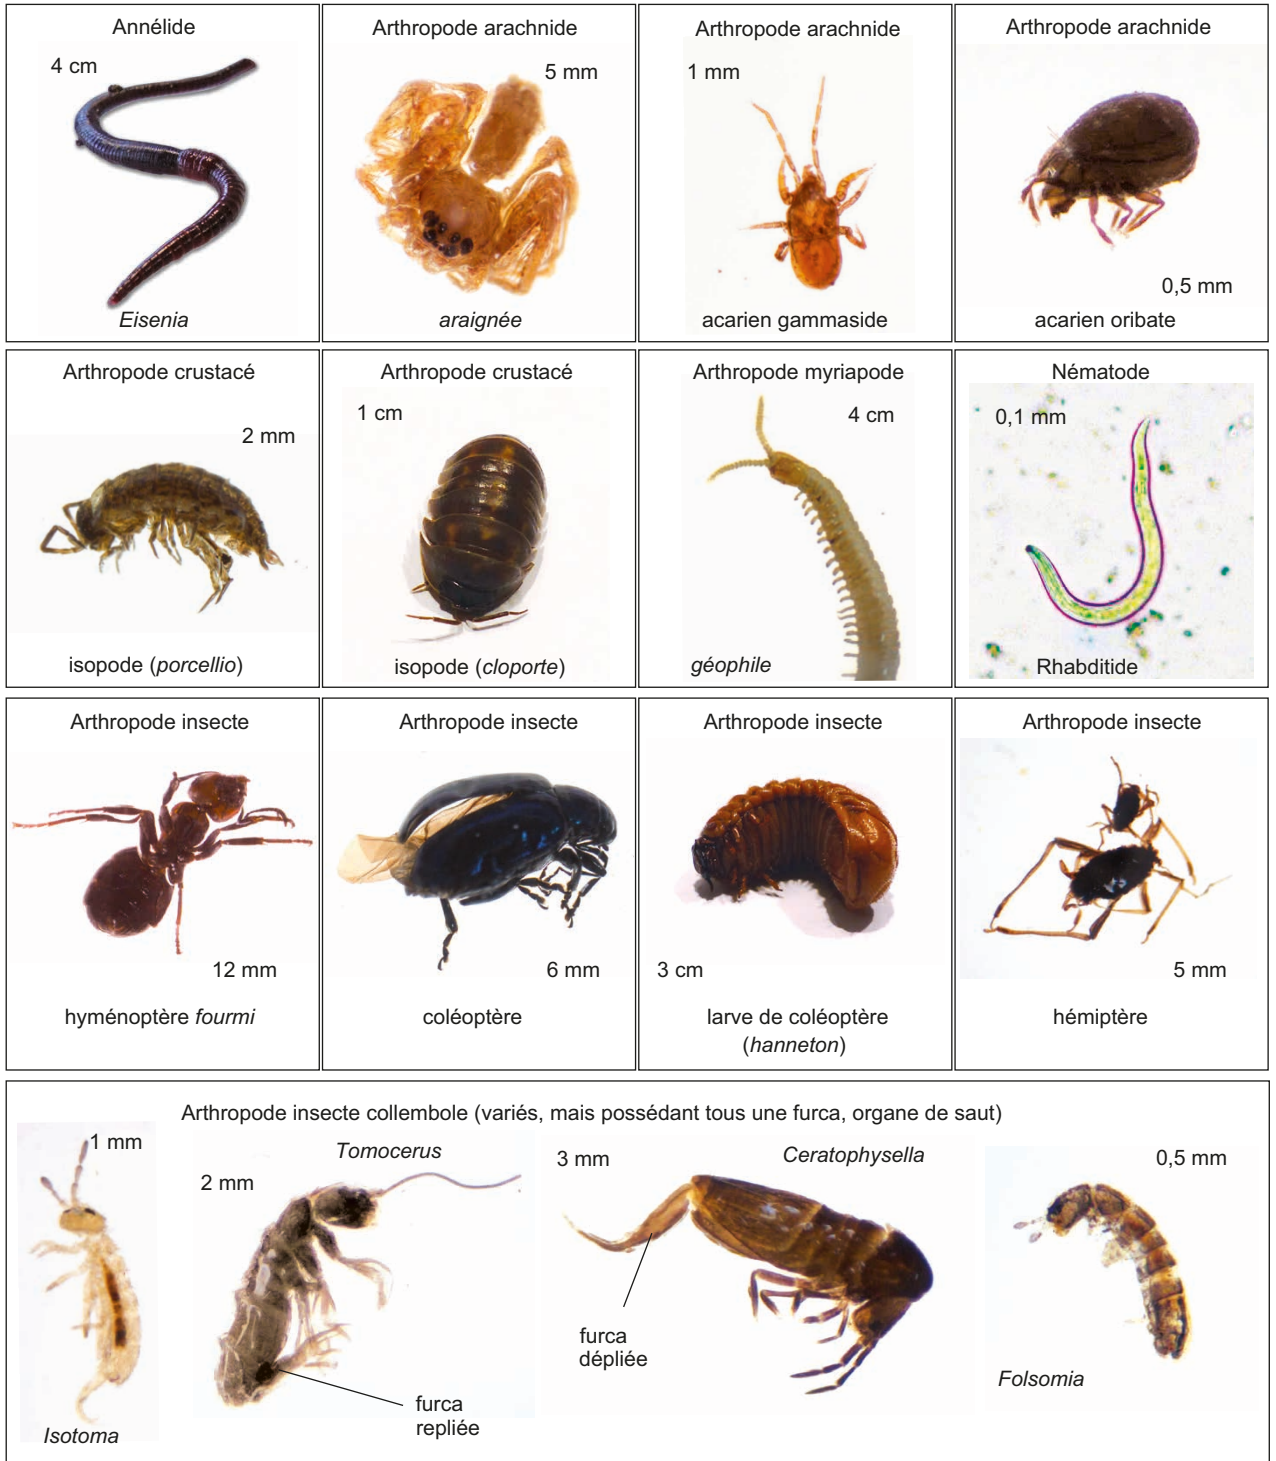 Annélide
4 cm
Eisenia
Arthropode arachnide
5 mm
araignée
Arthropode arachnide
1 mm
acarien gammaside
Arthropode arachnide
0,5 mm
acarien oribate
Arthropode crustacé
2 mm
isopode (porcellio)
Arthropode crustacé
1 cm
isopode (cloporte)
Arthropode myriapode
4 cm
géophile
Nématode
0,1 mm
Rhabditide
Arthropode insecte
12 mm
hyménoptère fourmi
Arthropode insecte
6 mm
coléoptère
Arthropode insecte
3 cm
larve de coléoptère
(hanneton)
Arthropode insecte
5 mm
hémiptère
Arthropode insecte collembole (variés, mais possédant tous une furca, organe de saut)
1 mm
Isotoma
Tomocerus
2 mm
furca
repliée
3 mm
Ceratophysella
furca
dépliée
0,5 mm
Folsomia